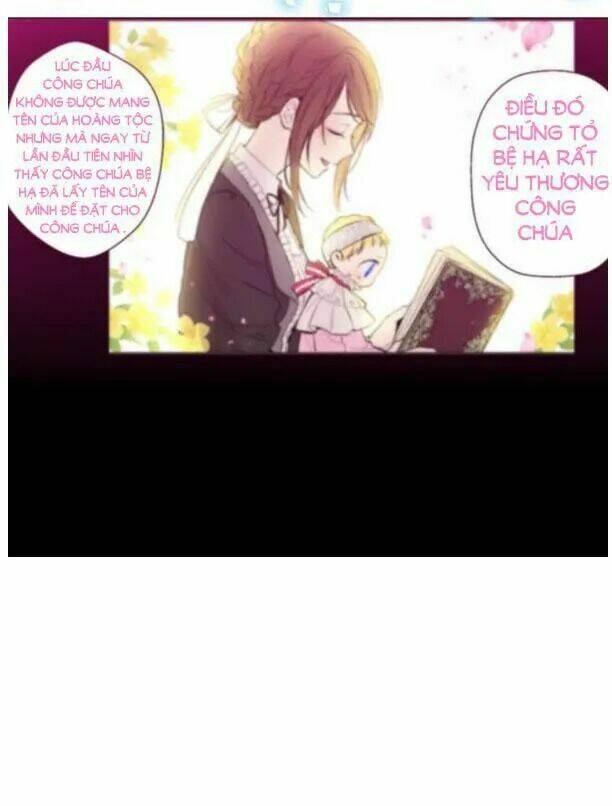 LÚC ĐẦU
CÔNG CHÚA
KHÔNG ĐƯỢC MANG
TÊN CỦA HOÀNG TỘC
NHƯNG MÀ NGAY TỪ
LẦN ĐẦU TIÊN NHÌN
THẤY CÔNG CHÚA BỆ
HẠ ĐÃ LẤY TÊN CỦA
MÌNH ĐỂ ĐẶT CHO
CÔNG CHÚA .
ĐIỀU ĐÓ
CHỨNG TỎ
BỆ HẠ RẤT
YÊU THƯƠNG
CÔNG
CHÚA